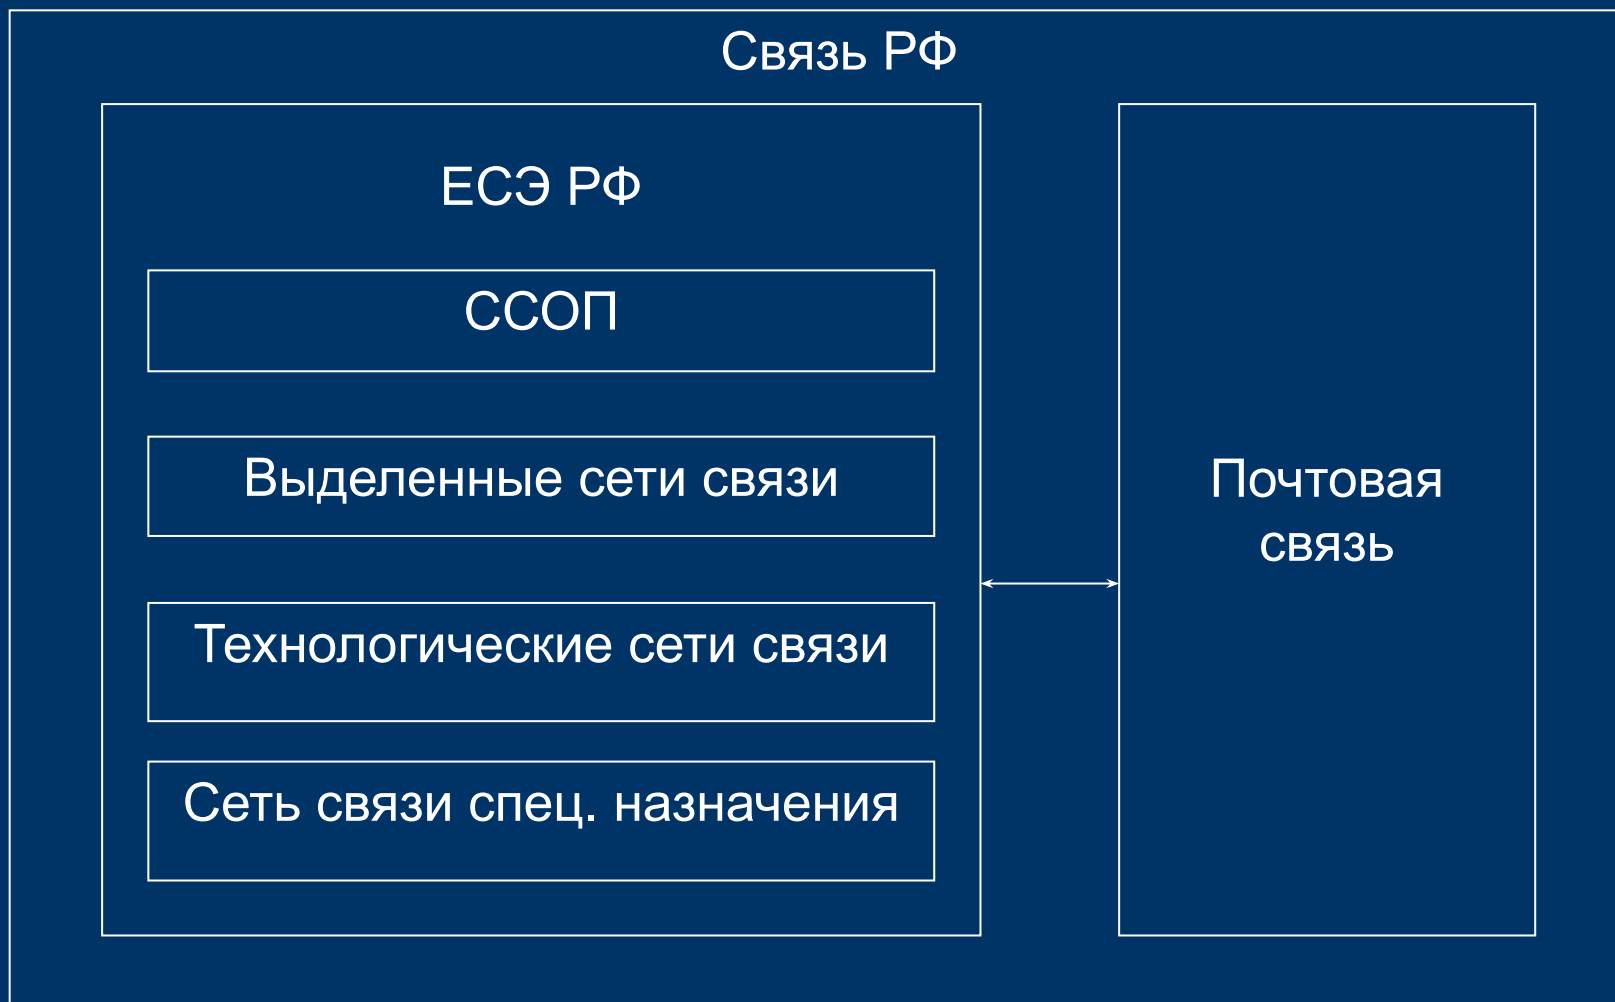 Связь РФ
ЕСЭ РФ
ССОП
Выделенные сети связи
Технологические сети связи
Сеть связи спец. назначения
Почтовая
связь